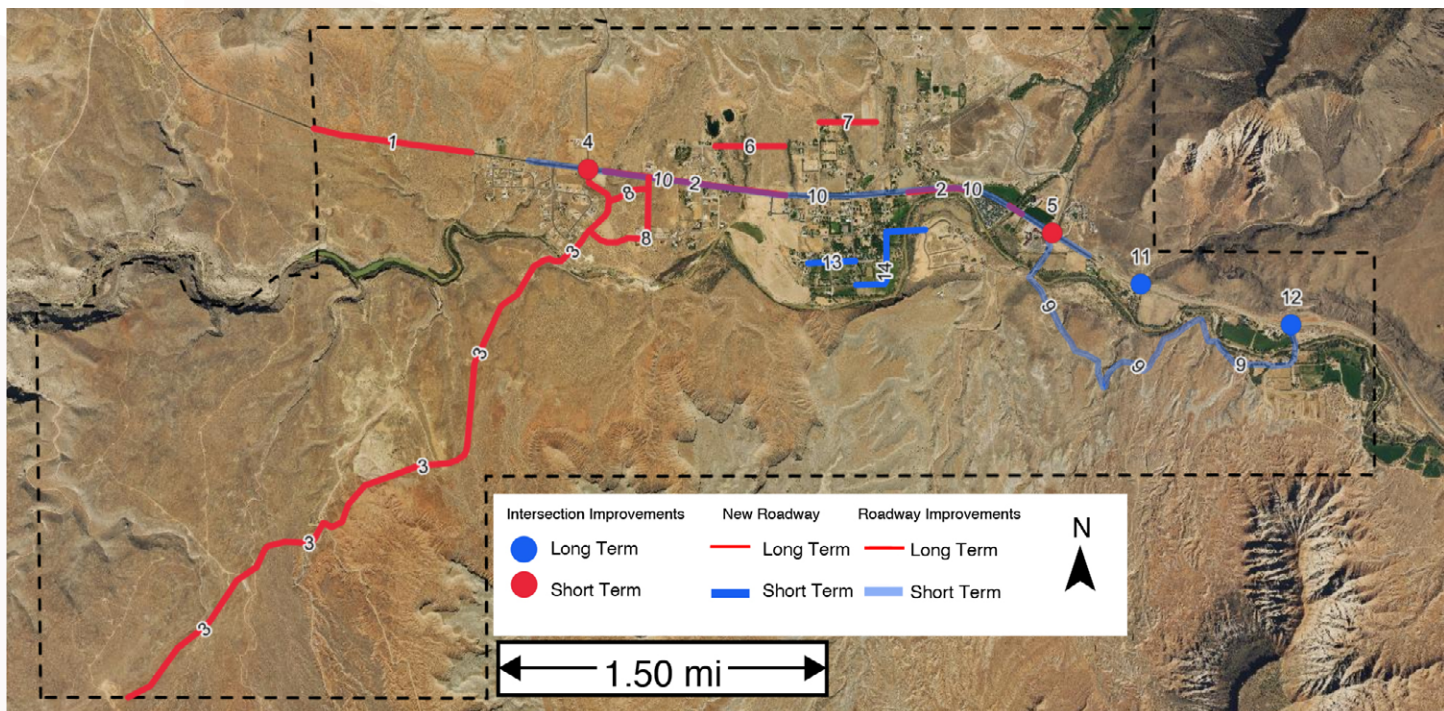 1
4
6
7
8
10
2
10
2
10
5
8
3
13
14
11
12
9
9
9
3
3
3
3
Intersection Improvements
New Roadway
Roadway Improvements
Long Term
Long Term
Long Term
Short Term
Short Term
Short Term
N
1.50 mi